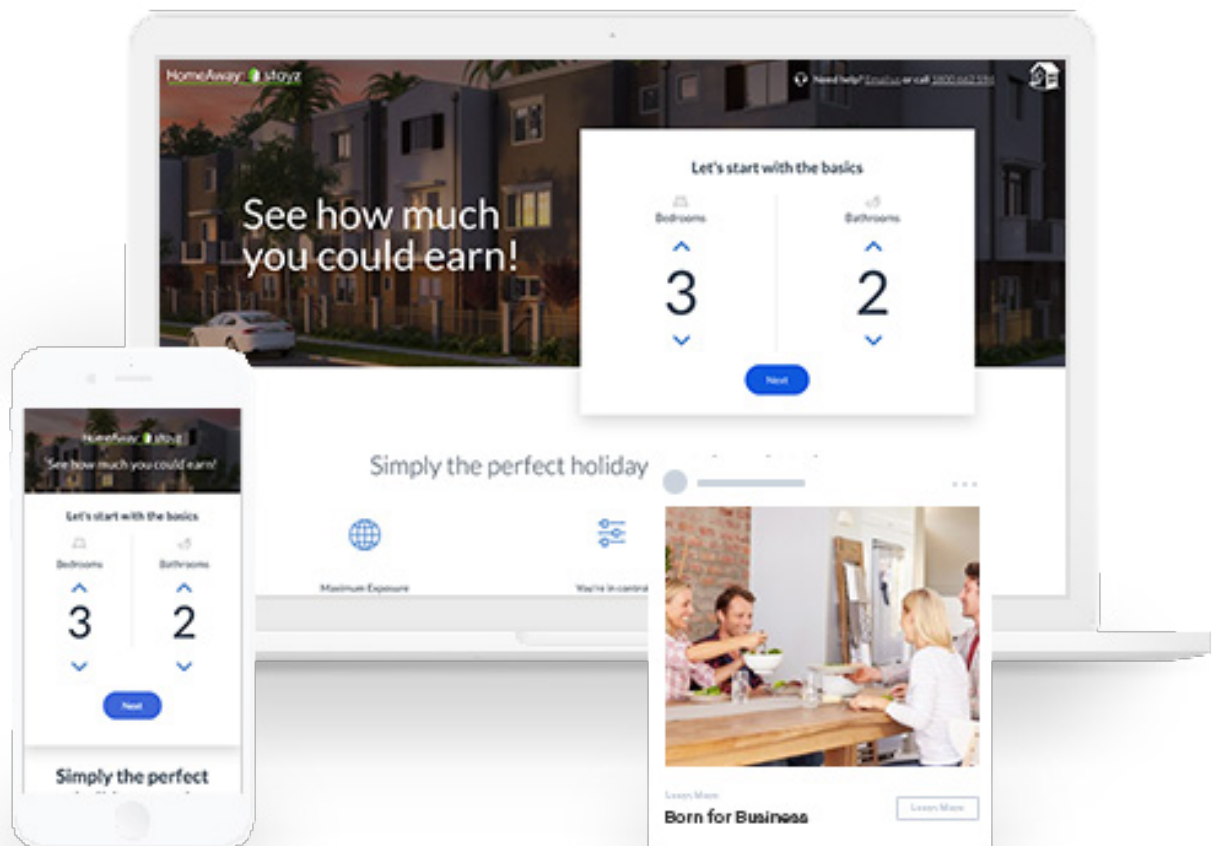 HomeAway stayz
Need help? Email us or call
See how much
you could earn!
Let's start with the basics
Bedrooms
Bathrooms
3
2
Next
Simply the perfect holiday
Maximum Exposure
You're in control
HomeAway stayz
See how much you could earn!
Let's start with the basics
Bedrooms
Bathrooms
3
2
Next
Simply the perfect
Learn More
Born for Business
Learn More